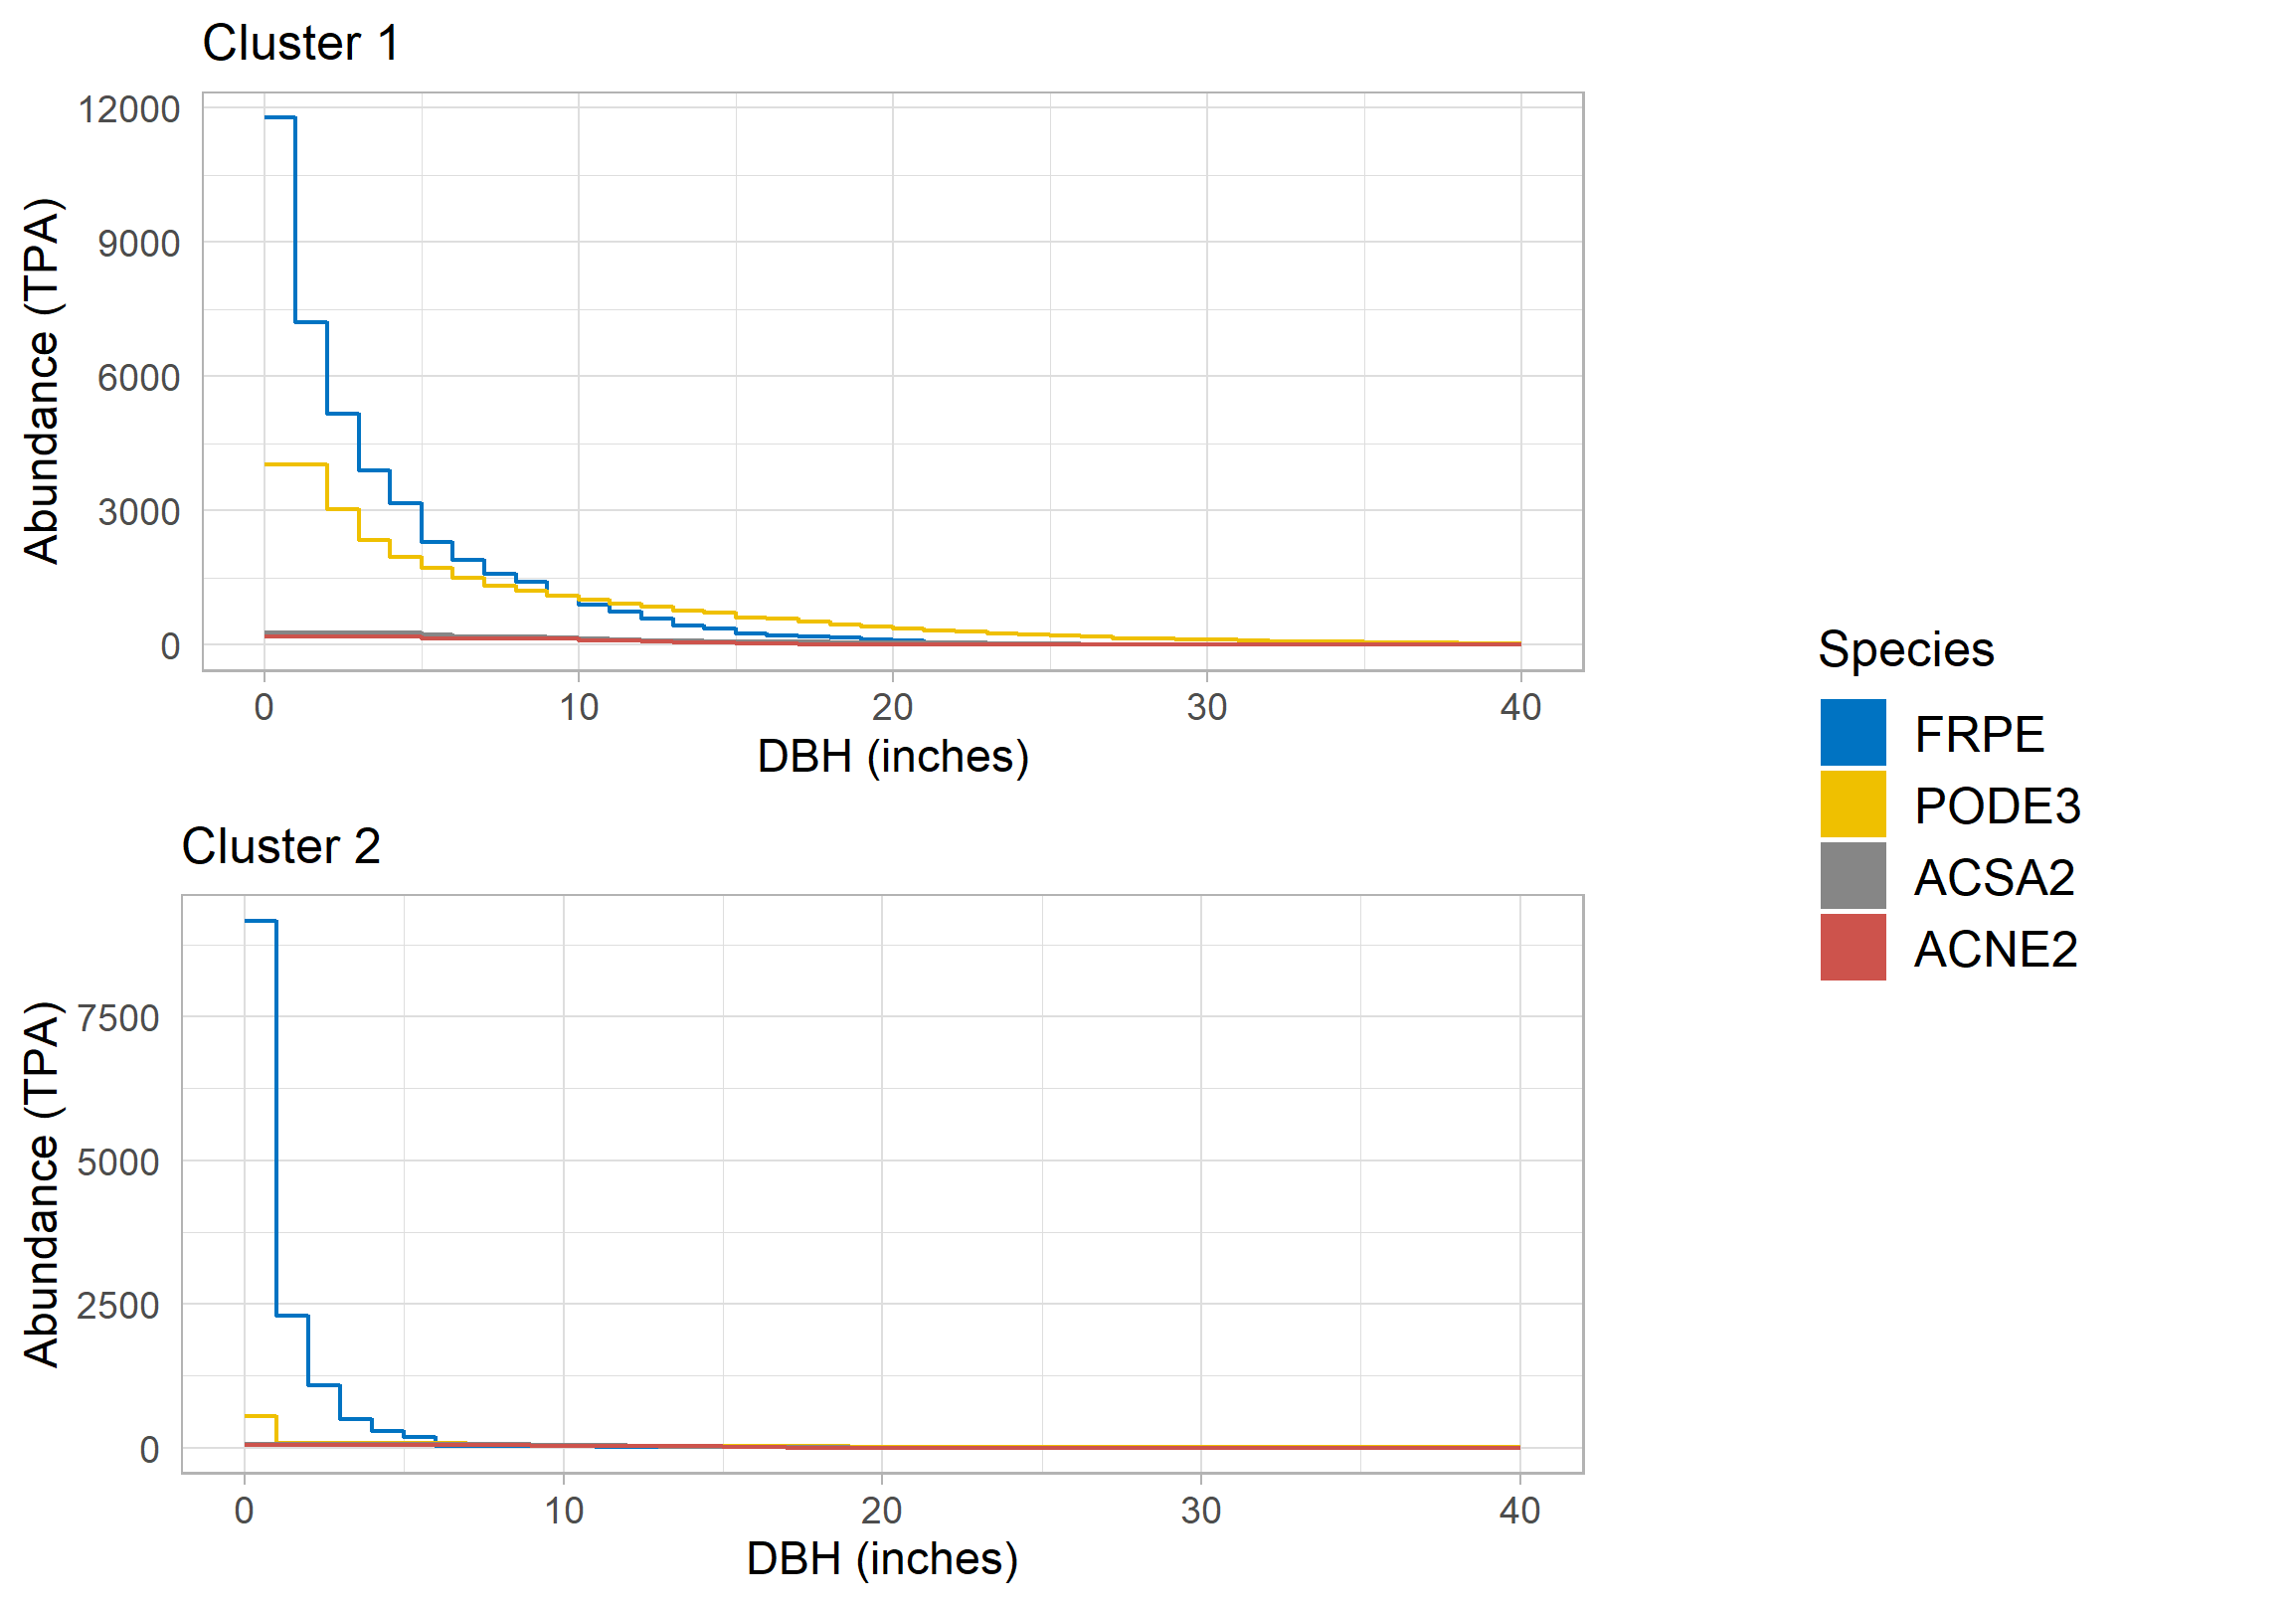 Cluster 1
Abundance (TPA)
12000
9000
6000
3000
0
0 10 20 30 40
DBH (inches)
Cluster 2
Abundance (TPA)
7500
5000
2500
0
0 10 20 30 40
DBH (inches)
Species
FRPE
PODE3
ACSA2
ACNE2